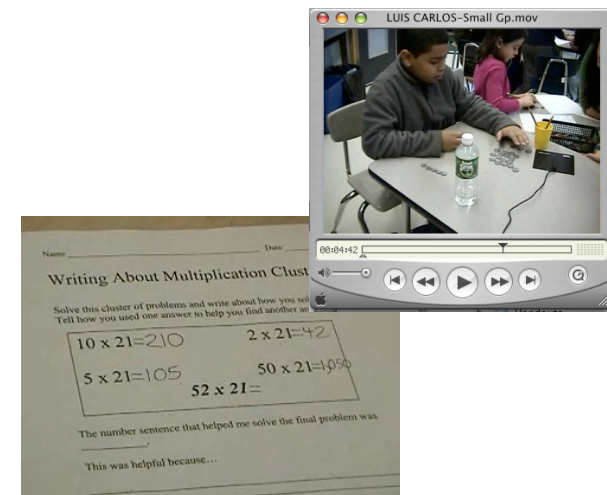 LUIS CARLOS-Small Gp.mov
00:04:42
Name
Date:
Writing About Multiplication Clust
Solve this cluster of problems and write about how you sol
Tell how you used one answer to help you find another an
10 x 21=210 2 x 21=42
5 x 21=105 50 x 21=1,050
52 x 21=
The number sentence that helped me solve the final problem was
This was helpful because…